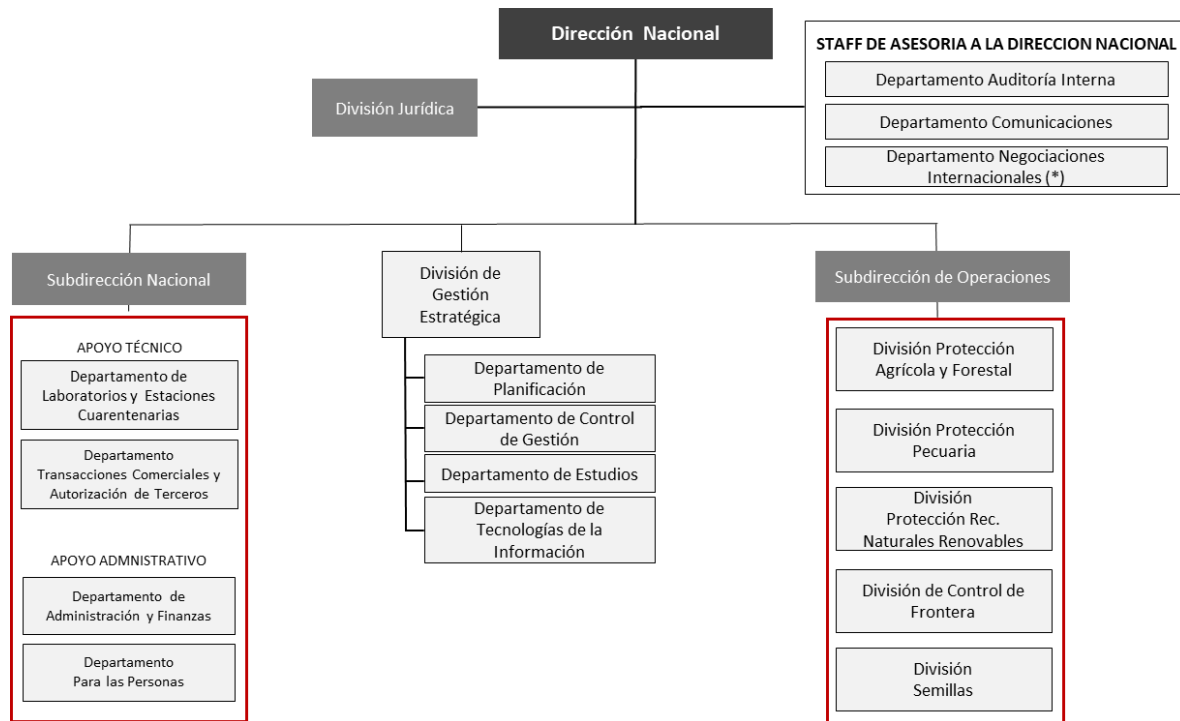 Dirección Nacional
STAFF DE ASESORIA A LA DIRECCION NACIONAL
Departamento Auditoría Interna
Departamento Comunicaciones
Departamento Negociaciones
Internacionales (*)
División Jurídica
Subdirección Nacional
APOYO TÉCNICO
Departamento de
Laboratorios y Estaciones
Cuarentenarias
Departamento
Transacciones Comerciales y
Autorización de Terceros
APOYO ADMNISTRATIVO
Departamento de
Administración y Finanzas
Departamento
Para las Personas
División de
Gestión
Estratégica
Departamento de
Planificación
Departamento de Control
de Gestión
Departamento de Estudios
Departamento de
Tecnologías de la
Información
Subdirección de Operaciones
División Protección
Agrícola y Forestal
División Protección
Pecuaria
División
Protección Rec.
Naturales Renovables
División de Control de
Frontera
División
Semillas